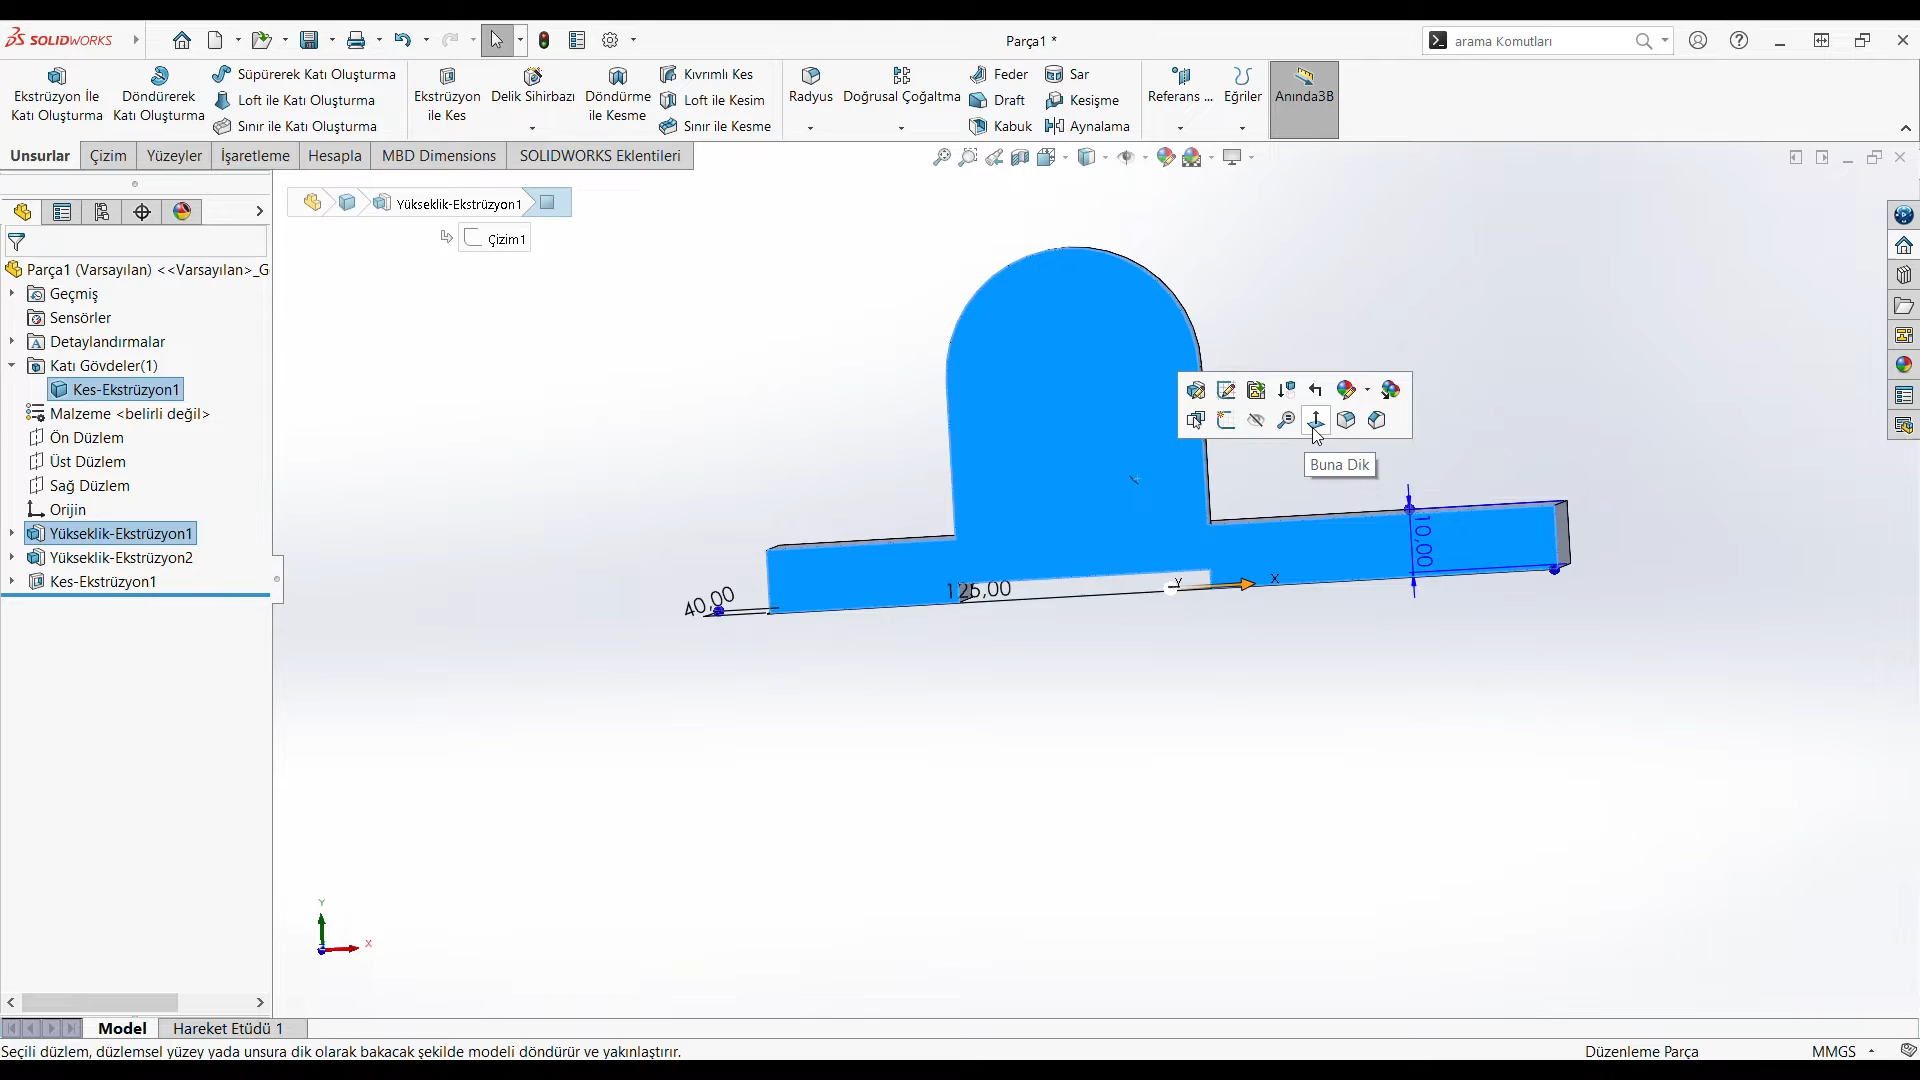 SOLIDWORKS
Parça1 *
arama Komutları
Ekstrüzyon İle Katı Oluşturma
Döndürerek Katı Oluşturma
Süpürerek Katı Oluşturma
Loft ile Katı Oluşturma
Sınır ile Katı Oluşturma
Ekstrüzyon ile Kes
Delik Sihirbazı
Döndürme ile Kesme
Kıvrımlı Kes
Loft ile Kesim
Sınır ile Kesme
Radyus
Doğrusal Çoğaltma
Feder
Draft
Kabuk
Sar
Kesişme
Aynalama
Referans ...
Eğriler
Anında3B
Unsurlar
Çizim
Yüzeyler
İşaretleme
Hesapla
MBD Dimensions
SOLIDWORKS Eklentileri
Yükseklik-Ekstrüzyon1
Çizim1
Parça1 (Varsayılan) <<Varsayılan>_G
Geçmiş
Sensörler
Detaylandırmalar
Katı Gövdeler(1)
Kes-Ekstrüzyon1
Malzeme <belirli değil>
Ön Düzlem
Üst Düzlem
Sağ Düzlem
Orijin
Yükseklik-Ekstrüzyon1
Yükseklik-Ekstrüzyon2
Kes-Ekstrüzyon1
Buna Dik
10,00
40,00
126,00
Y
X
Y
X
Model
Hareket Etüdü 1
Seçili düzlem, düzlemsel yüzey yada unsura dik olarak bakacak şekilde modeli döndürür ve yakınlaştırır.
Düzenleme Parça
MMGS